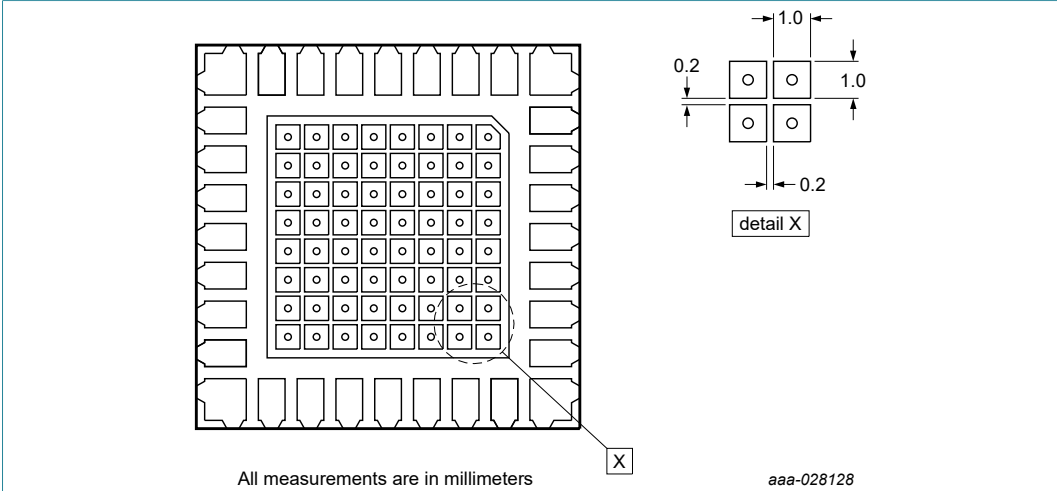 1.0
0.2
1.0
0.2
detail X
X
All measurements are in millimeters
aaa-028128